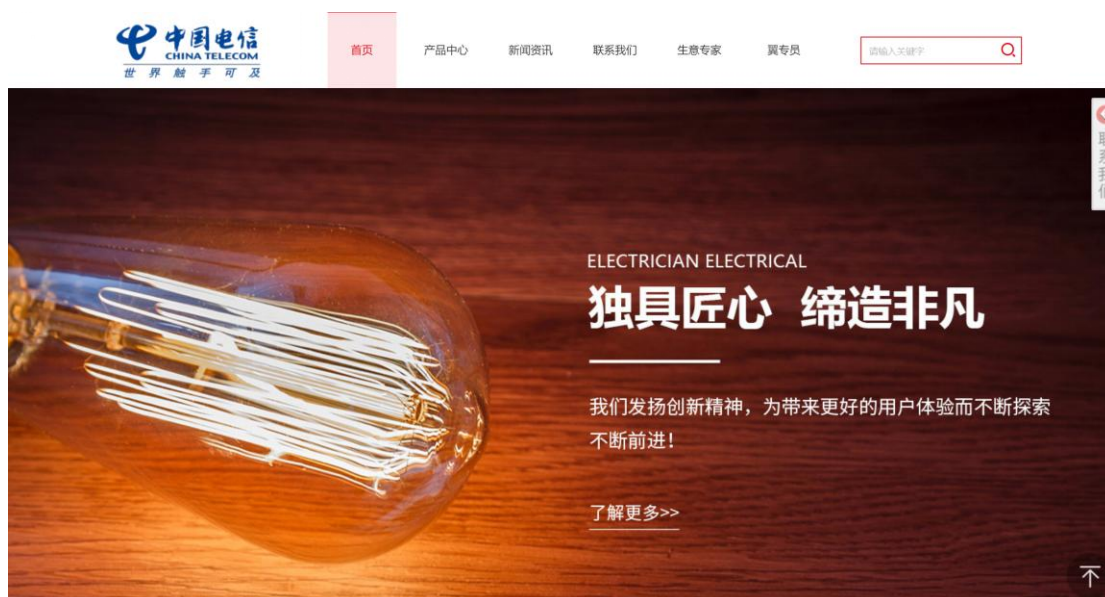 中国电信
CHINA TELECOM
世界触手可及
首页
产品中心
新闻资讯
联系我们
生意专家
翼专员
请输入关键字
联系我们
ELECTRICIAN ELECTRICAL
独具匠心 缔造非凡
我们发扬创新精神，为带来更好的用户体验而不断探索
不断前进！
了解更多>>